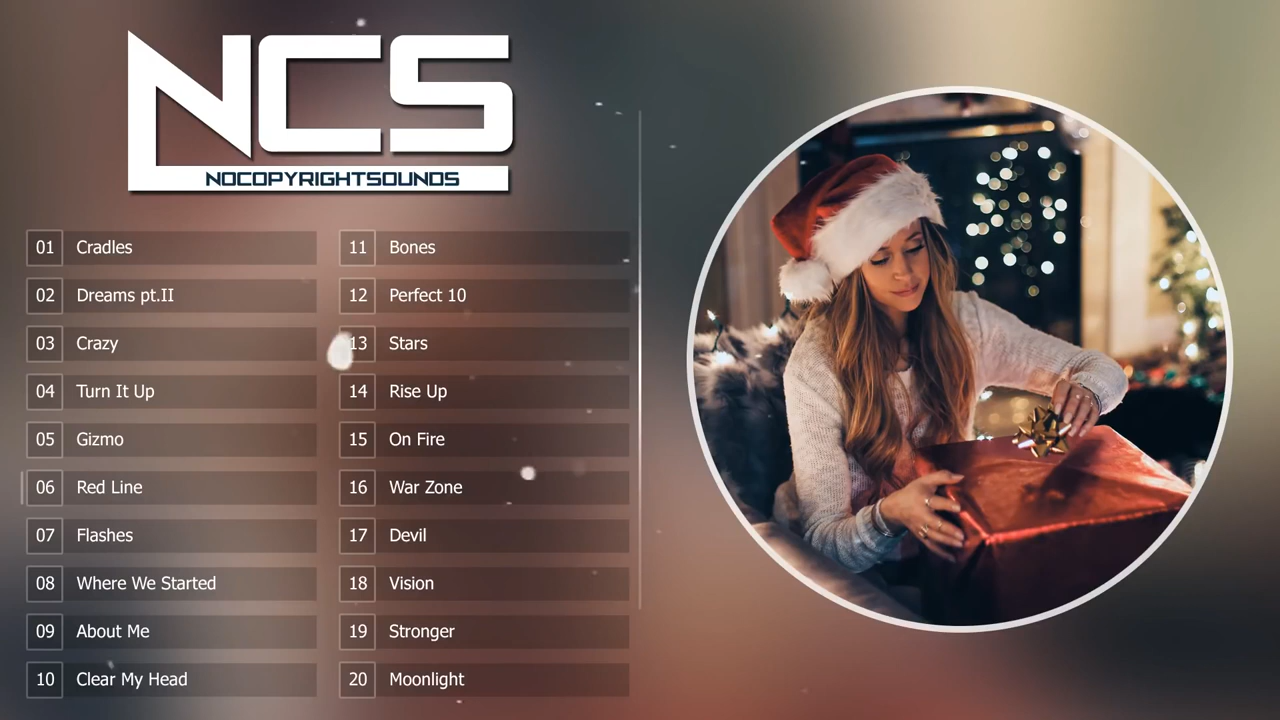 NCS
NOCOPYRIGHTSOUNDS
01 Cradles
02 Dreams pt.II
03 Crazy
04 Turn It Up
05 Gizmo
06 Red Line
07 Flashes
08 Where We Started
09 About Me
10 Clear My Head
11 Bones
12 Perfect 10
13 Stars
14 Rise Up
15 On Fire
16 War Zone
17 Devil
18 Vision
19 Stronger
20 Moonlight